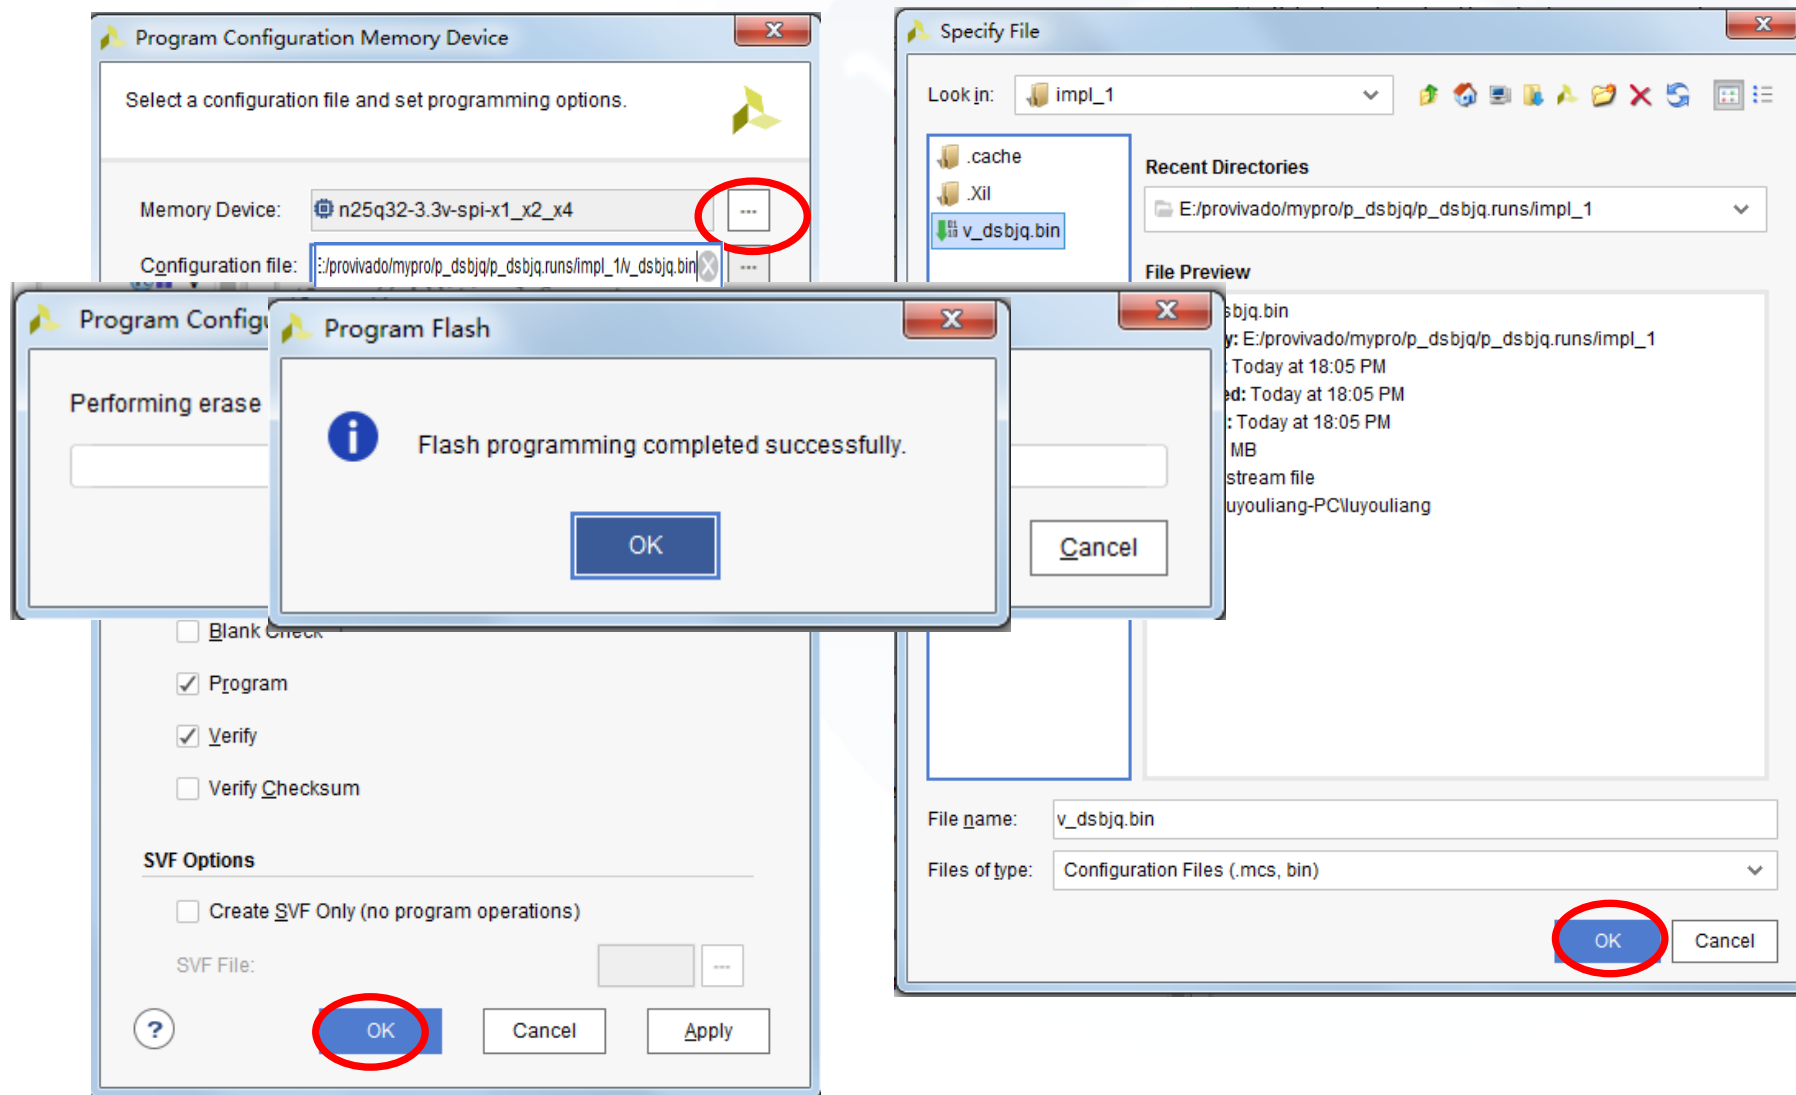 Program Configuration Memory Device
Select a configuration file and set programming options.
Memory Device:
n25q32-3.3v-spi-x1_x2_x4
Configuration file:
:/provivado/mypro/p_dsbjq/p_dsbjq.runs/impl_1/v_dsbjq.bin
Program Configu
Performing erase
Cancel
Program Flash
Flash programming completed successfully.
OK
Blank Check
Program
Verify
Verify Checksum
SVF Options
Create SVF Only (no program operations)
SVF File:
OK
Cancel
Apply
Specify File
Look in:
impl_1
.cache
.Xil
v_dsbjq.bin
Recent Directories
E:/provivado/mypro/p_dsbjq/p_dsbjq.runs/impl_1
File Preview
sbjq.bin
y: E:/provivado/mypro/p_dsbjq/p_dsbjq.runs/impl_1
: Today at 18:05 PM
ed: Today at 18:05 PM
: Today at 18:05 PM
MB
stream file
uyouliang-PC\luyouliang
File name:
v_dsbjq.bin
Files of type:
Configuration Files (.mcs, bin)
OK
Cancel